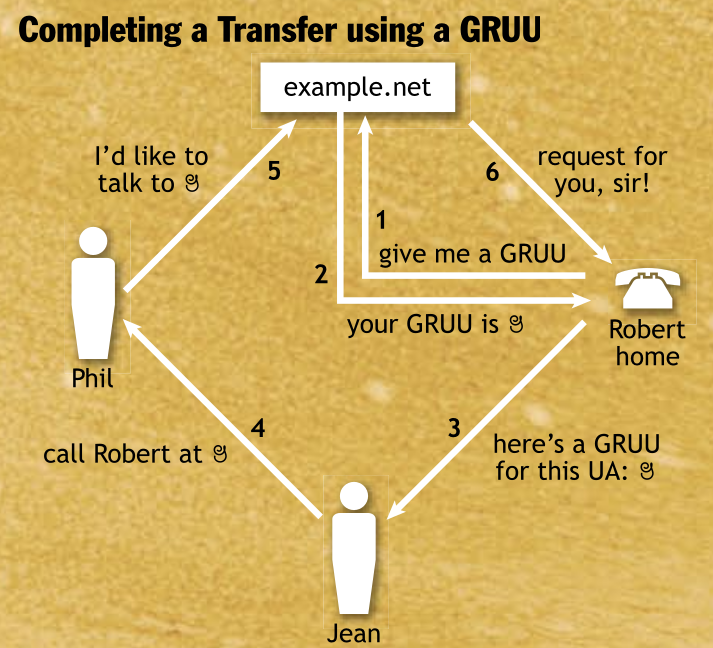 Completing a Transfer using a GRUU
example.net
I'd like to
talk to
5
6
request for
you, sir!
1
give me a GRUU
2
your GRUU is
Robert
home
Phil
call Robert at
4
3
here's a GRUU
for this UA:
Jean